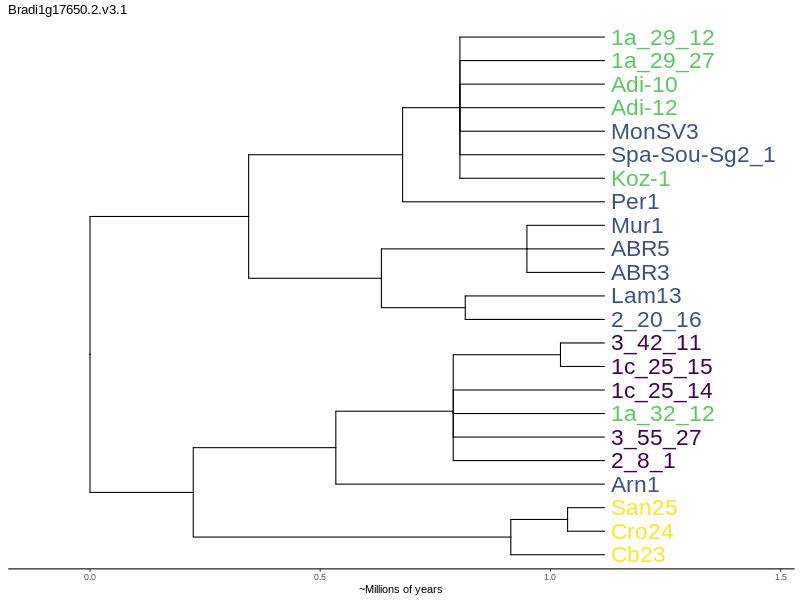 Bradi1g17650.2.v3.1
1a_29_12
1a_29_27
Adi-10
Adi-12
MonSV3
Spa-Sou-Sg2_1
Koz-1
Per1
Mur1
ABR5
ABR3
Lam13
2_20_16
3_42_11
1c_25_15
1c_25_14
1a_32_12
3_55_27
2_8_1
Arn1
San25
Cro24
Cb23
0.0 0.5 1.0 1.5
~Millions of years